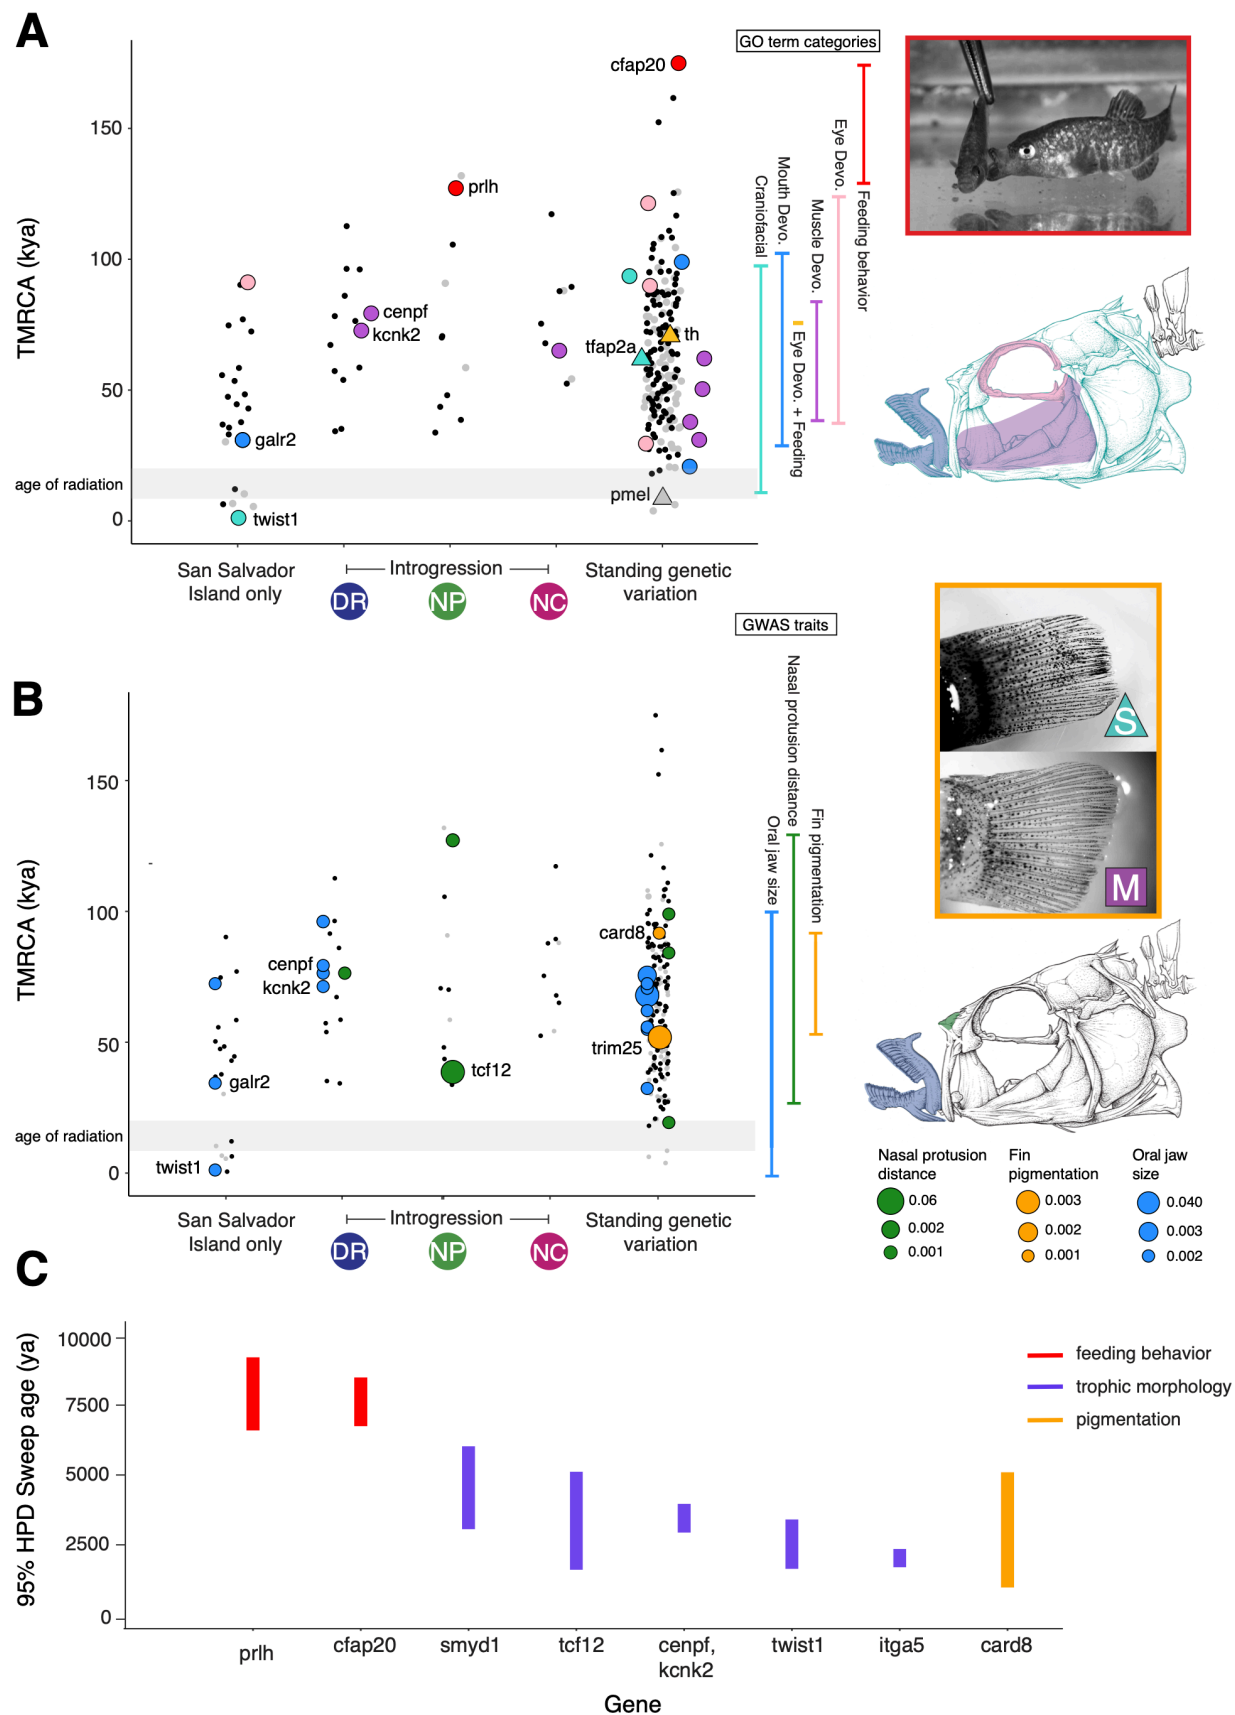 A
GO term categories
cfap20
150
prlh
TMRCA (kya)
100
cenpf
kcnk2
th
tfap2a
50
galr2
age of radiation
pmel
0
twist1
Craniofacial
Mouth Devo.
Eye Devo. + Feeding
Muscle Devo.
Eye Devo.
Feeding behavior
San Salvador
Island only
Introgression
DR
NP
NC
Standing genetic
variation
GWAS traits
B
150
TMRCA (kya)
100
card8
cenpf
kcnk2
50
trim25
tcf12
galr2
age of radiation
twist1
0
Oral jaw size
Nasal protusion distance
Fin pigmentation
S
M
Nasal protusion
distance
0.06
0.002
0.001
Fin
pigmentation
0.003
0.002
0.001
Oral jaw
size
0.040
0.003
0.002
San Salvador
Island only
Introgression
DR
NP
NC
Standing genetic
variation
C
95% HPD Sweep age (ya)
10000
7500
5000
2500
0
feeding behavior
trophic morphology
pigmentation
prlh
cfap20
smyd1
tcf12
cenpf,
kcnk2
twist1
itga5
card8
Gene